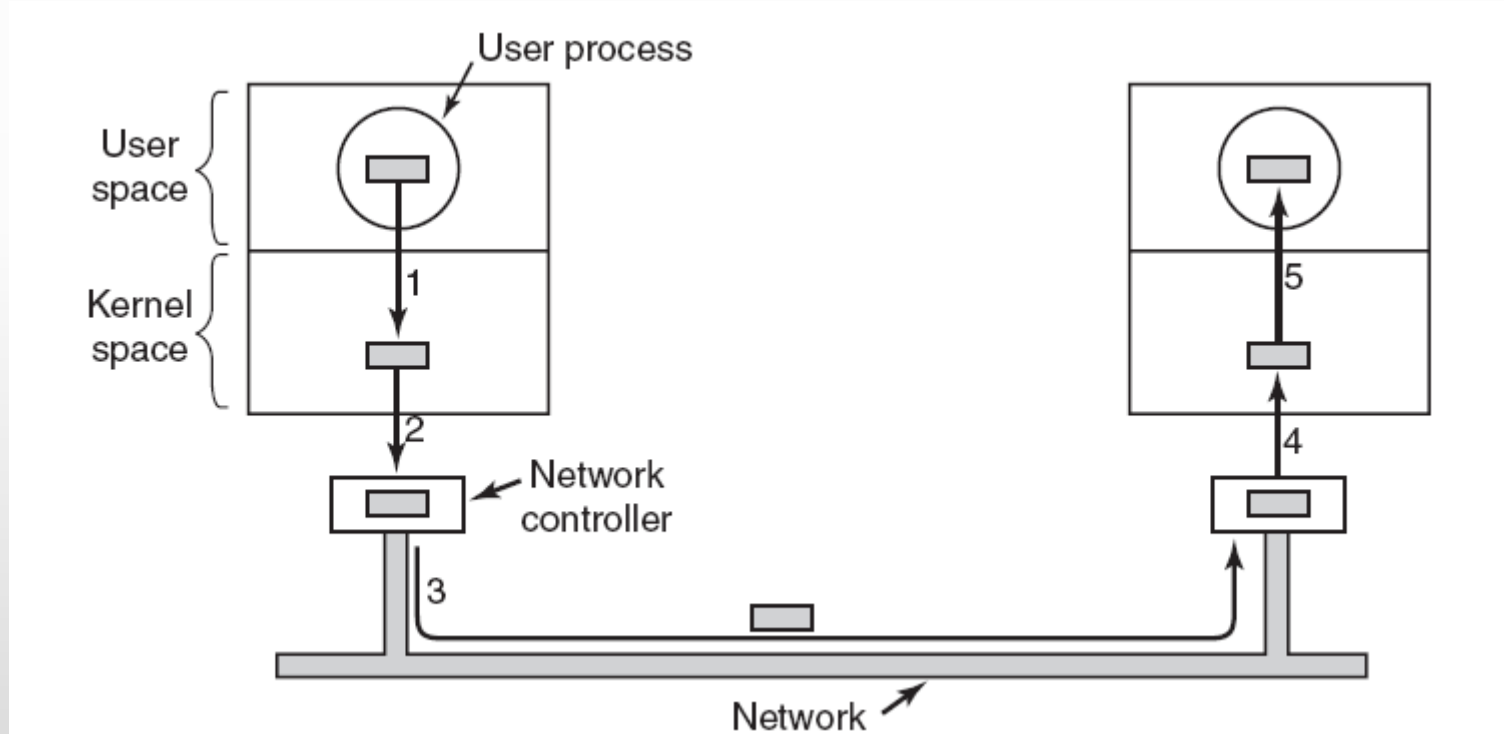 User process
User
space
1
5
Kernel
space
2
4
Network
controller
3
Network